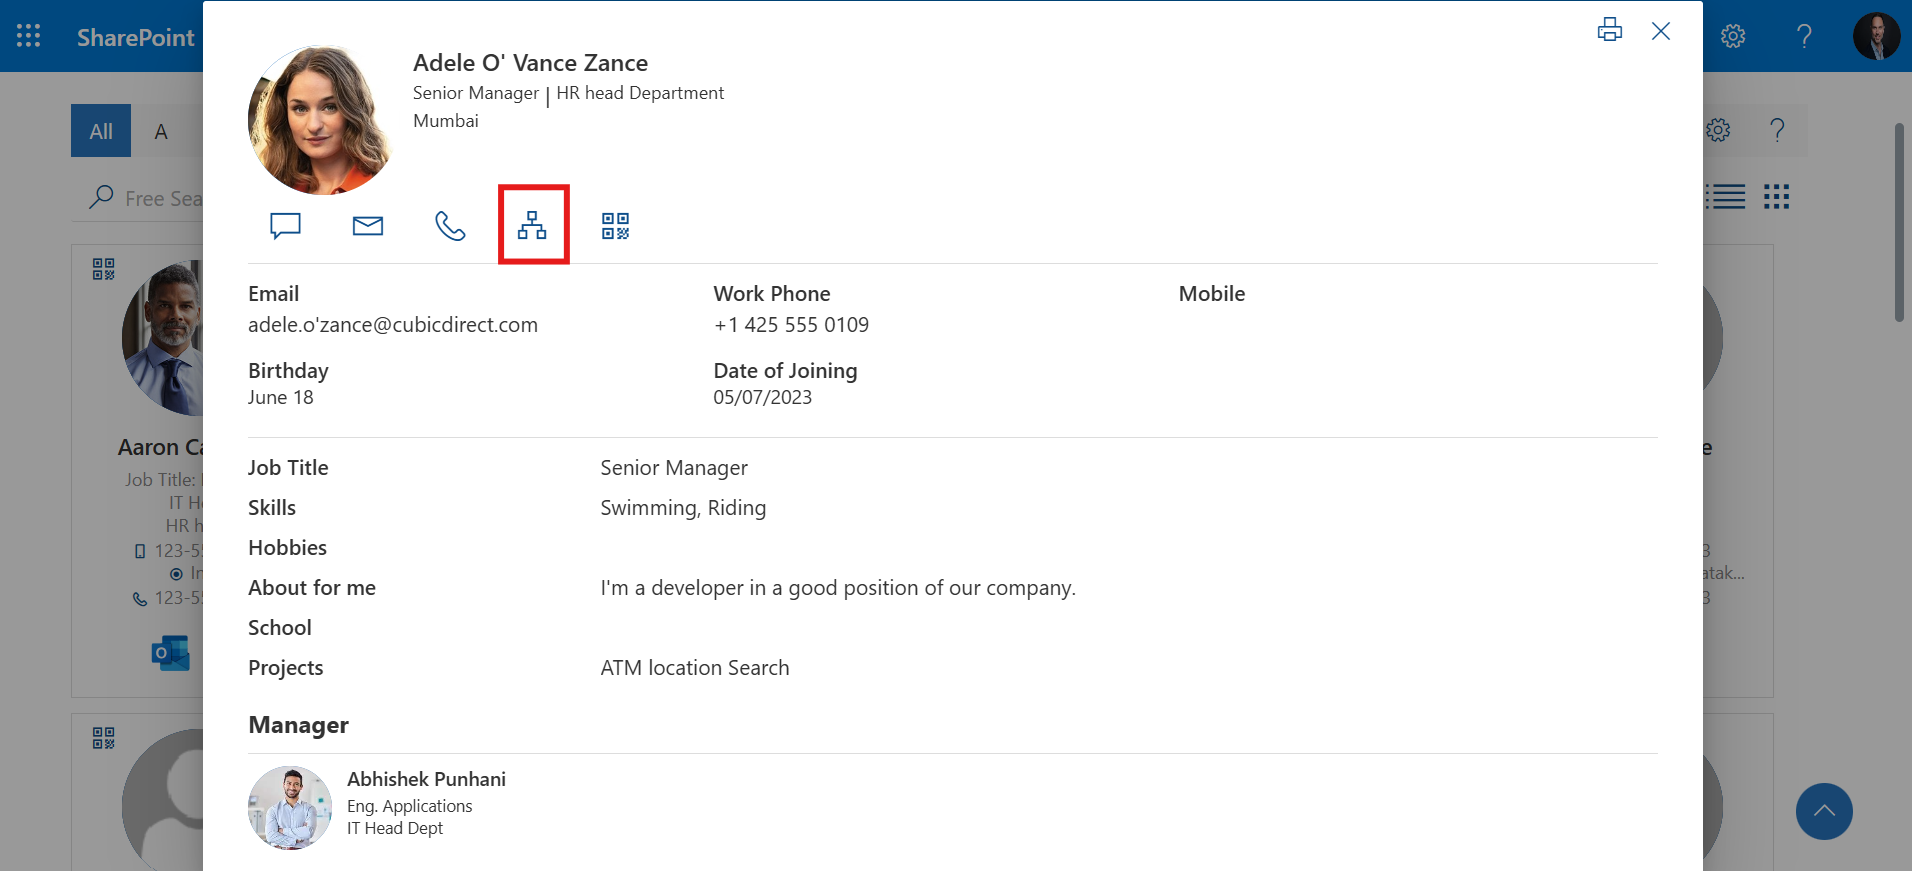 SharePoint
All A
Free Sea
Aaron Ca
Job Title:
IT He
HR h
123-5
In
123-5
Adele O' Vance Zance
Senior Manager | HR head Department
Mumbai
Email
adele.o'zance@cubicdirect.com
Work Phone
+1 425 555 0109
Mobile
Birthday
June 18
Date of Joining
05/07/2023
Job Title Senior Manager
Skills Swimming, Riding
Hobbies
About for me I'm a developer in a good position of our company.
School
Projects ATM location Search
Manager
Abhishek Punhani
Eng. Applications
IT Head Dept
e
3
atak...
3